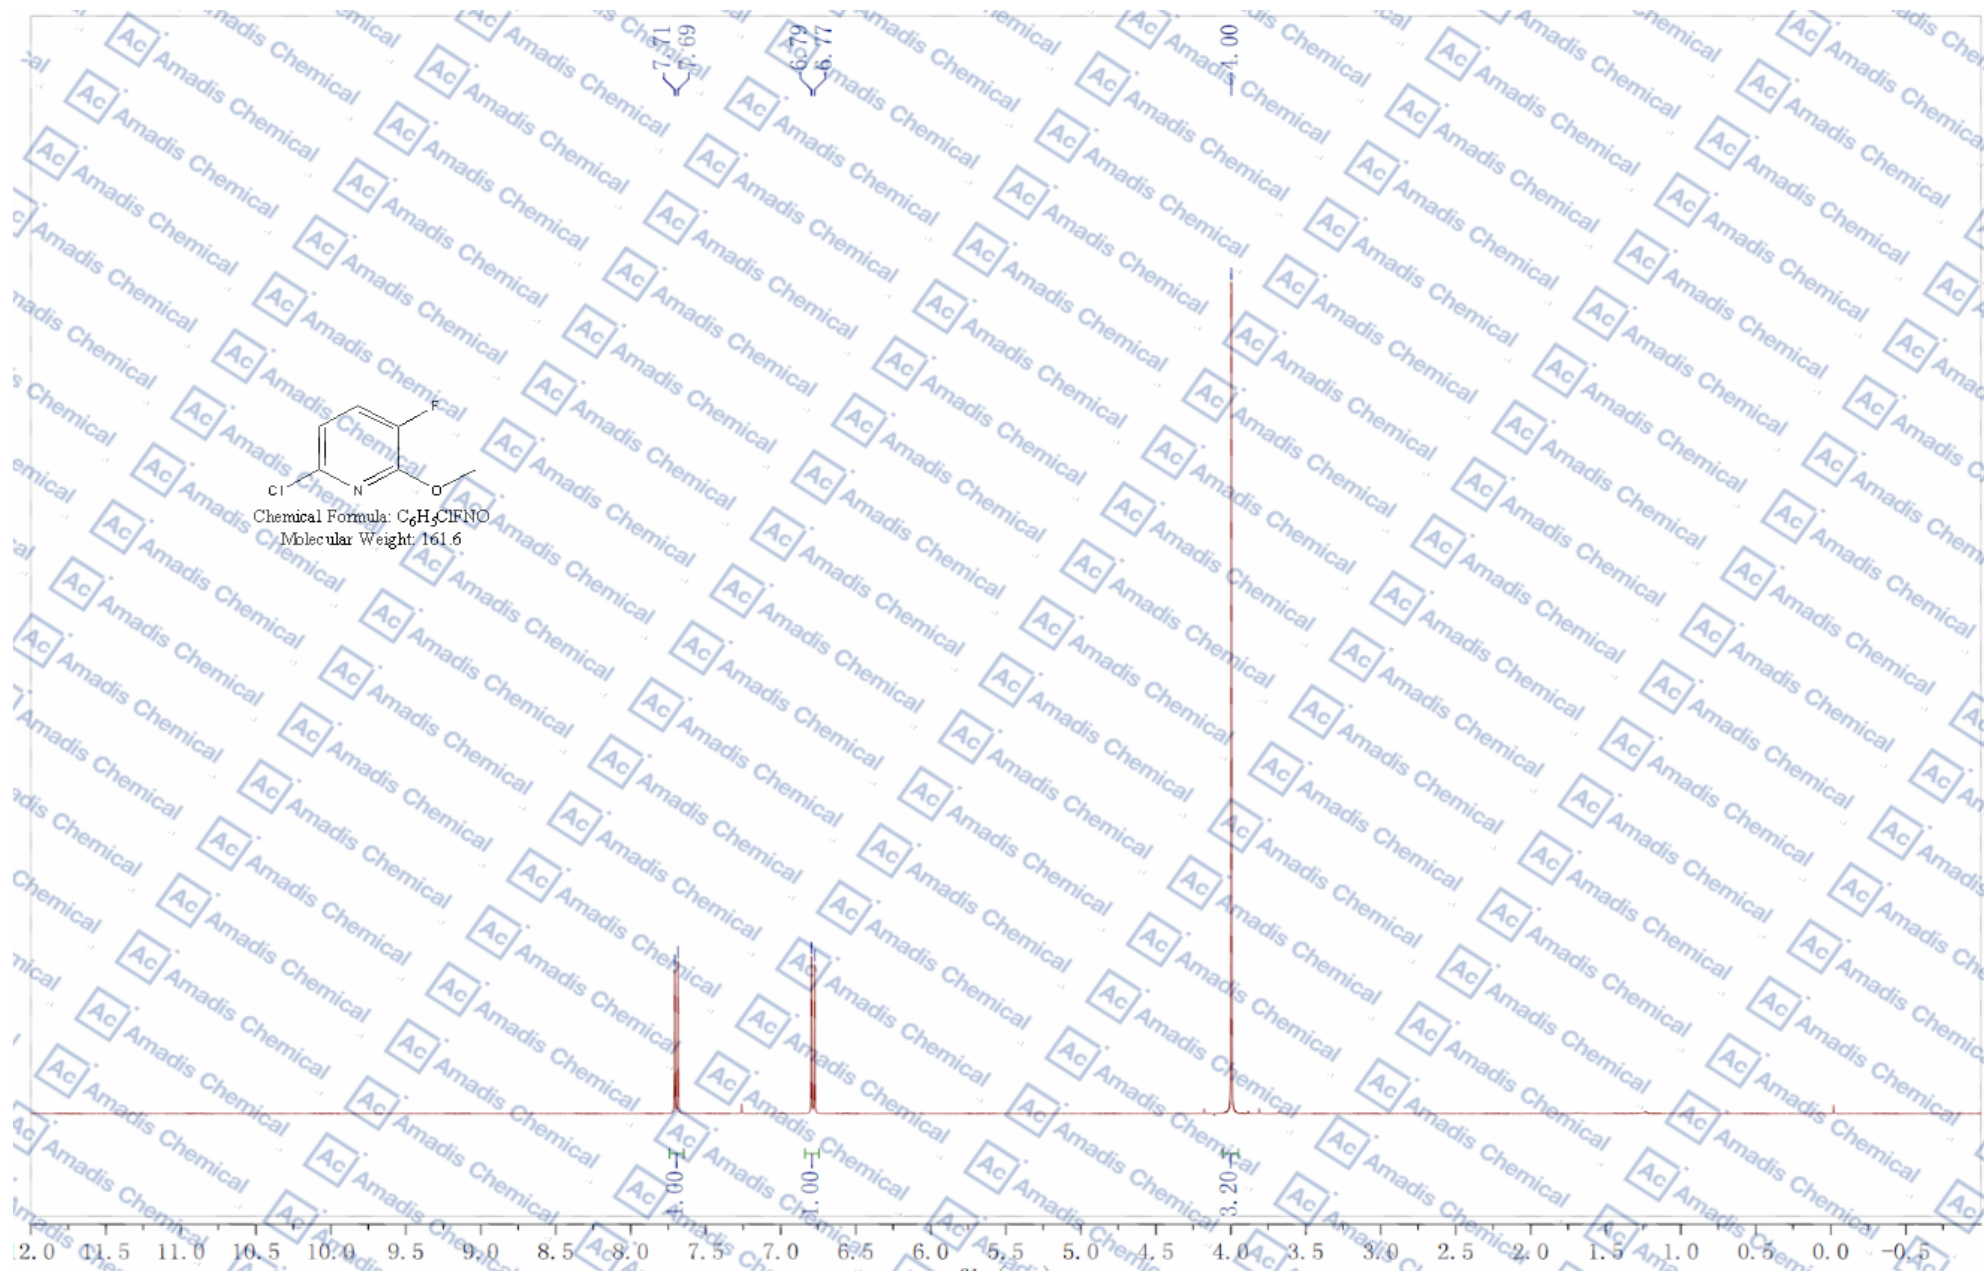 7.71
7.69
6.79
6.77
4.00
F
Cl
N
O
Chemical Formula: C6H5ClFNO
Molecular Weight: 161.6
1.00
1.00
3.20
12.0 11.5 11.0 10.5 10.0 9.5 9.0 8.5 8.0 7.5 7.0 6.5 6.0 5.5 5.0 4.5 4.0 3.5 3.0 2.5 2.0 1.5 1.0 0.5 0.0 -0.5
Ac Amadis Chemical